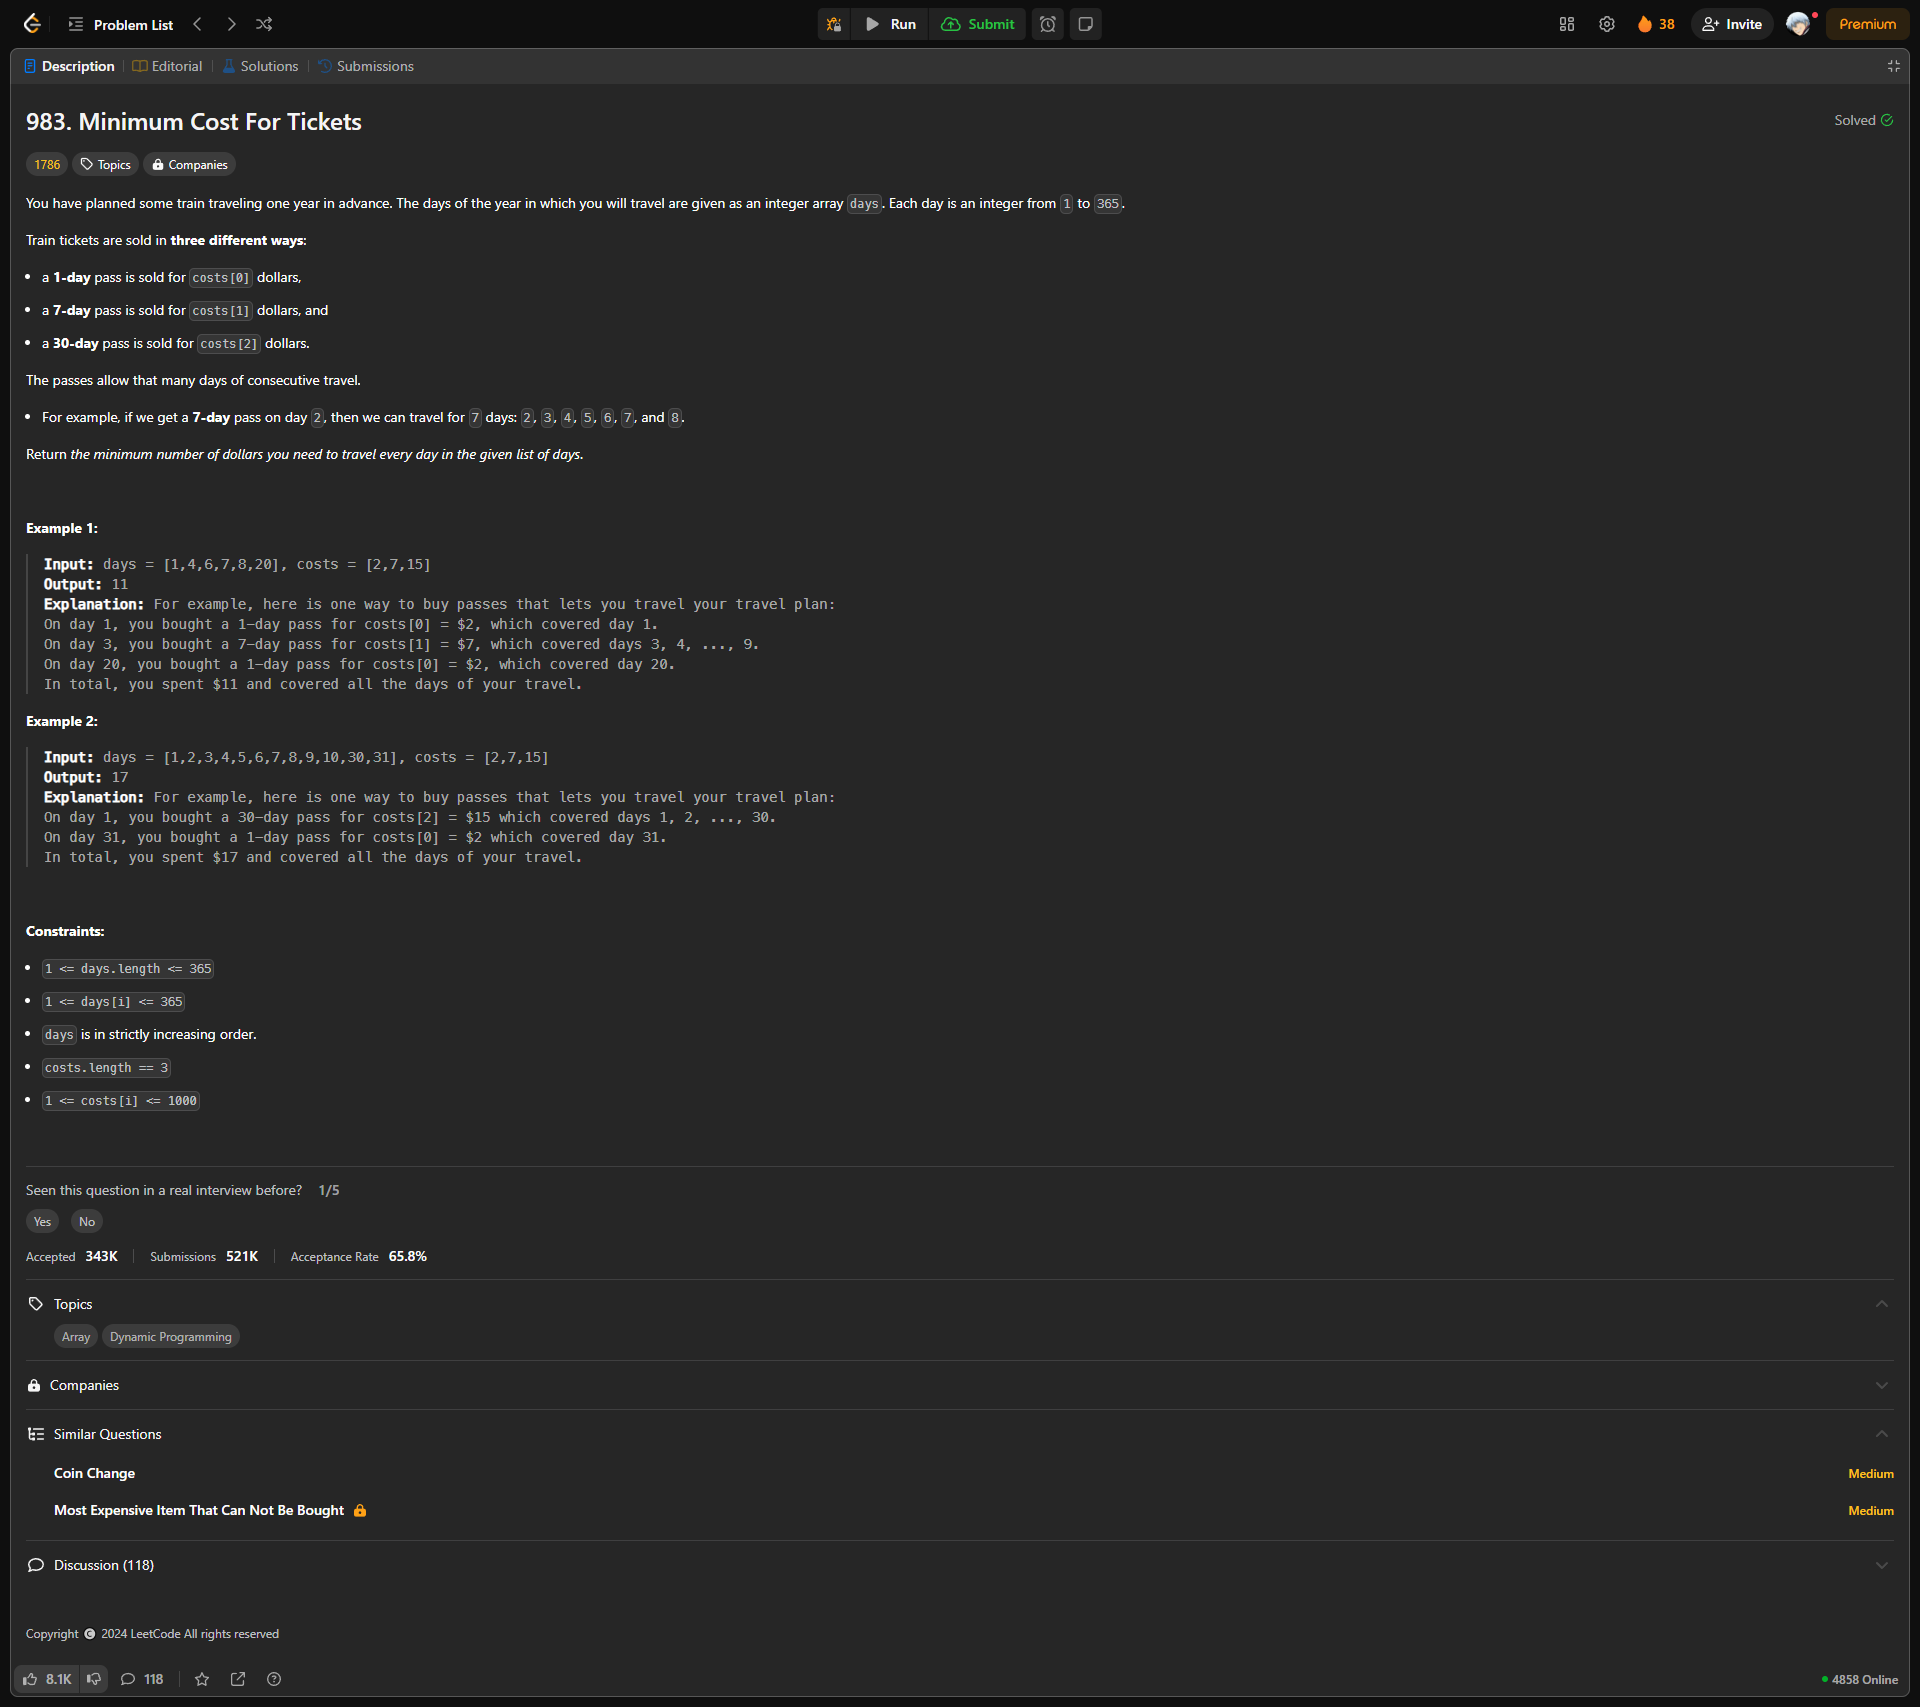 Problem List
Run
Submit
38
Invite
Premium
Description
Editorial
Solutions
Submissions
983. Minimum Cost For Tickets
Solved
1786
Topics
Companies
You have planned some train traveling one year in advance. The days of the year in which you will travel are given as an integer array days. Each day is an integer from 1 to 365.
Train tickets are sold in three different ways:
• a 1-day pass is sold for costs[0] dollars,
• a 7-day pass is sold for costs[1] dollars, and
• a 30-day pass is sold for costs[2] dollars.
The passes allow that many days of consecutive travel.
• For example, if we get a 7-day pass on day 2, then we can travel for 7 days: 2, 3, 4, 5, 6, 7, and 8.
Return the minimum number of dollars you need to travel every day in the given list of days.
Example 1:
Input: days = [1,4,6,7,8,20], costs = [2,7,15]
Output: 11
Explanation: For example, here is one way to buy passes that lets you travel your travel plan:
On day 1, you bought a 1-day pass for costs[0] = $2, which covered day 1.
On day 3, you bought a 7-day pass for costs[1] = $7, which covered days 3, 4, ..., 9.
On day 20, you bought a 1-day pass for costs[0] = $2, which covered day 20.
In total, you spent $11 and covered all the days of your travel.
Example 2:
Input: days = [1,2,3,4,5,6,7,8,9,10,30,31], costs = [2,7,15]
Output: 17
Explanation: For example, here is one way to buy passes that lets you travel your travel plan:
On day 1, you bought a 30-day pass for costs[2] = $15 which covered days 1, 2, ..., 30.
On day 31, you bought a 1-day pass for costs[0] = $2 which covered day 31.
In total, you spent $17 and covered all the days of your travel.
Constraints:
• 1 <= days.length <= 365
• 1 <= days[i] <= 365
• days is in strictly increasing order.
• costs.length == 3
• 1 <= costs[i] <= 1000
Seen this question in a real interview before? 1/5
Yes
No
Accepted 343K
Submissions 521K
Acceptance Rate 65.8%
Topics
Array
Dynamic Programming
Companies
Similar Questions
Coin Change
Medium
Most Expensive Item That Can Not Be Bought
Medium
Discussion (118)
Copyright © 2024 LeetCode All rights reserved
8.1K
118
4858 Online